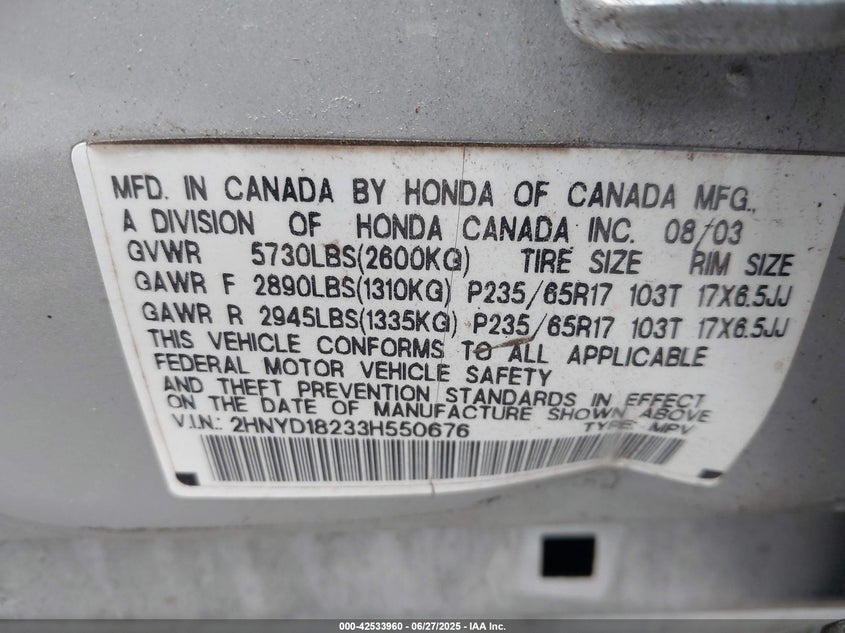 MFD. IN CANADA BY HONDA OF CANADA MFG.,
A DIVISION OF HONDA CANADA INC. 08/03
GVWR 5730LBS(2600KG) TIRE SIZE RIM SIZE
GAWR F 2890LBS(1310KG) P235/65R17 103T 17X6.5JJ
GAWR R 2945LBS(1335KG) P235/65R17 103T 17X6.5JJ
THIS VEHICLE CONFORMS TO ALL APPLICABLE
FEDERAL MOTOR VEHICLE SAFETY
AND THEFT PREVENTION STANDARDS IN EFFECT
ON THE DATE OF MANUFACTURE SHOWN ABOVE
V.I.N.: 2HNYD18233H550676 TYPE: MPV
000-42533960 - 06/27/2025 - IAA Inc.